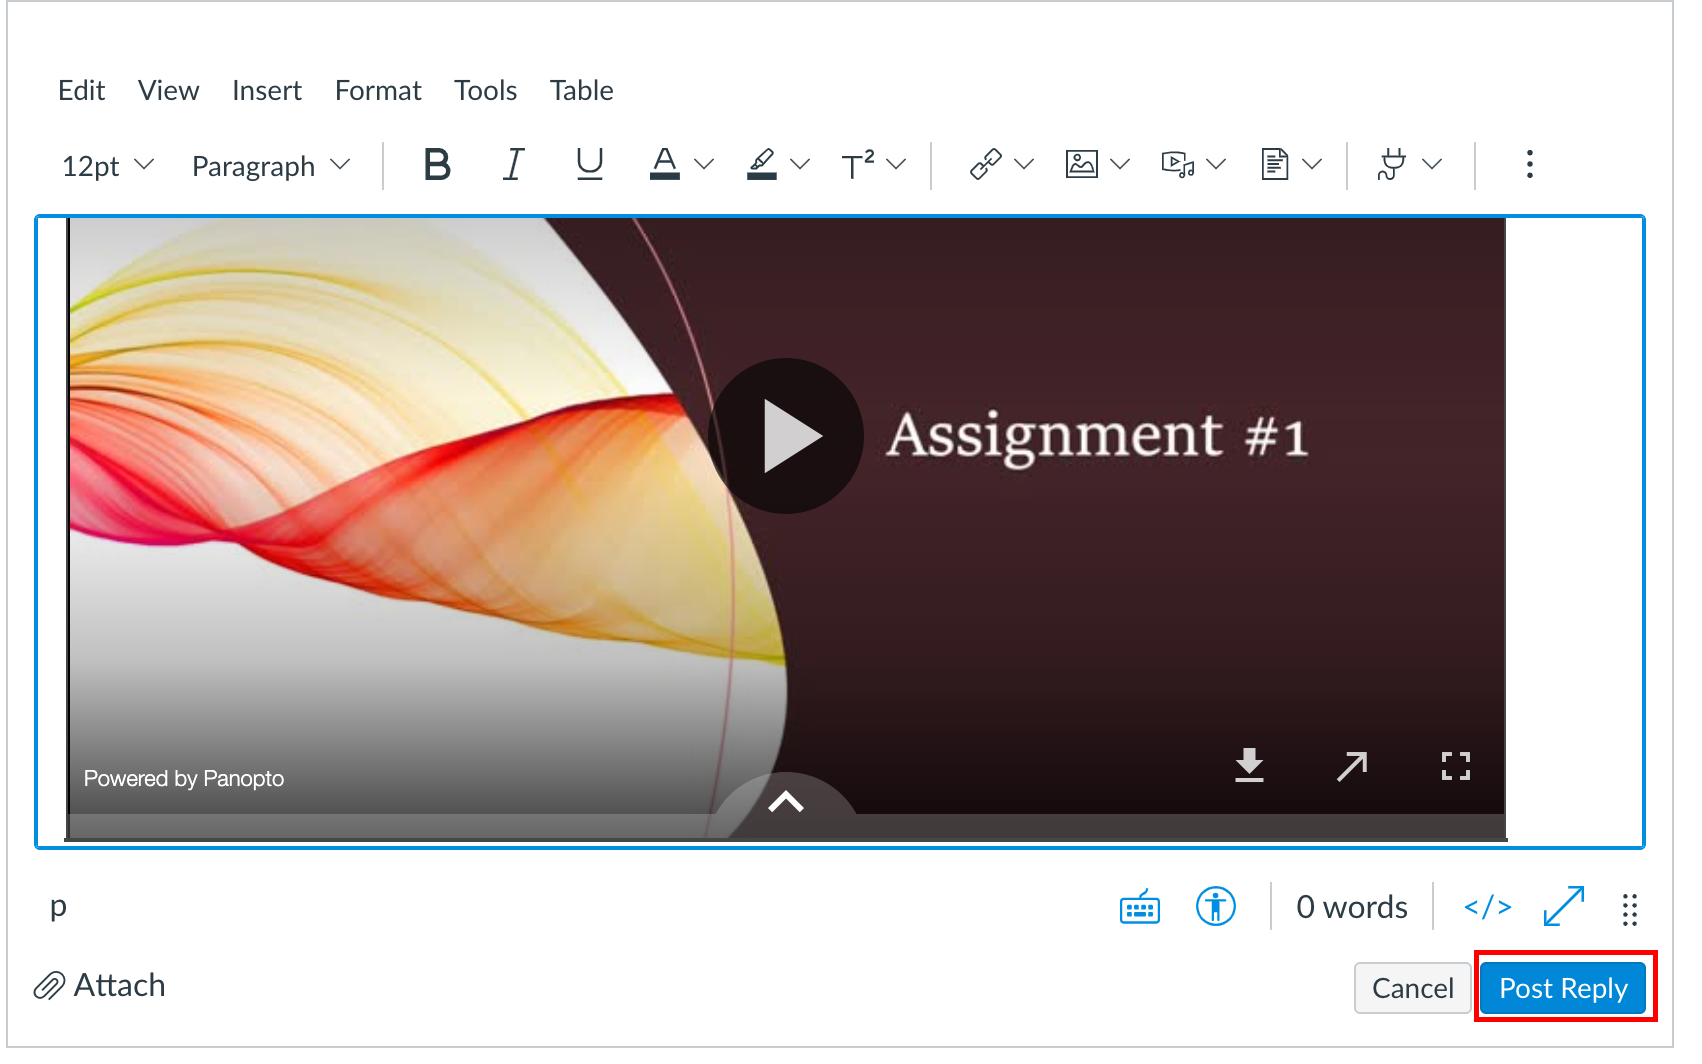 Edit View Insert Format Tools Table
12pt Paragraph B I U A T²
Assignment #1
Powered by Panopto
p 0 words </>
Attach Cancel Post Reply